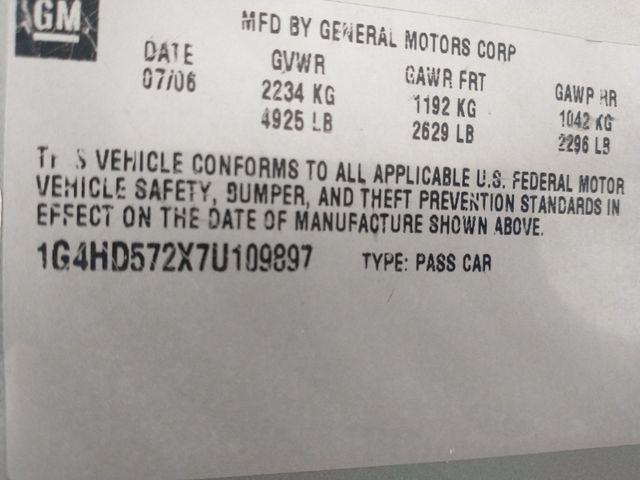 GM
MFD BY GENERAL MOTORS CORP
DATE GVWR GAWR FRT GAWR RR
07/06 2234 KG 1192 KG 1042 KG
4925 LB 2629 LB 2296 LB
THIS VEHICLE CONFORMS TO ALL APPLICABLE U.S. FEDERAL MOTOR
VEHICLE SAFETY, BUMPER, AND THEFT PREVENTION STANDARDS IN
EFFECT ON THE DATE OF MANUFACTURE SHOWN ABOVE.
1G4HD572X7U109897 TYPE: PASS CAR